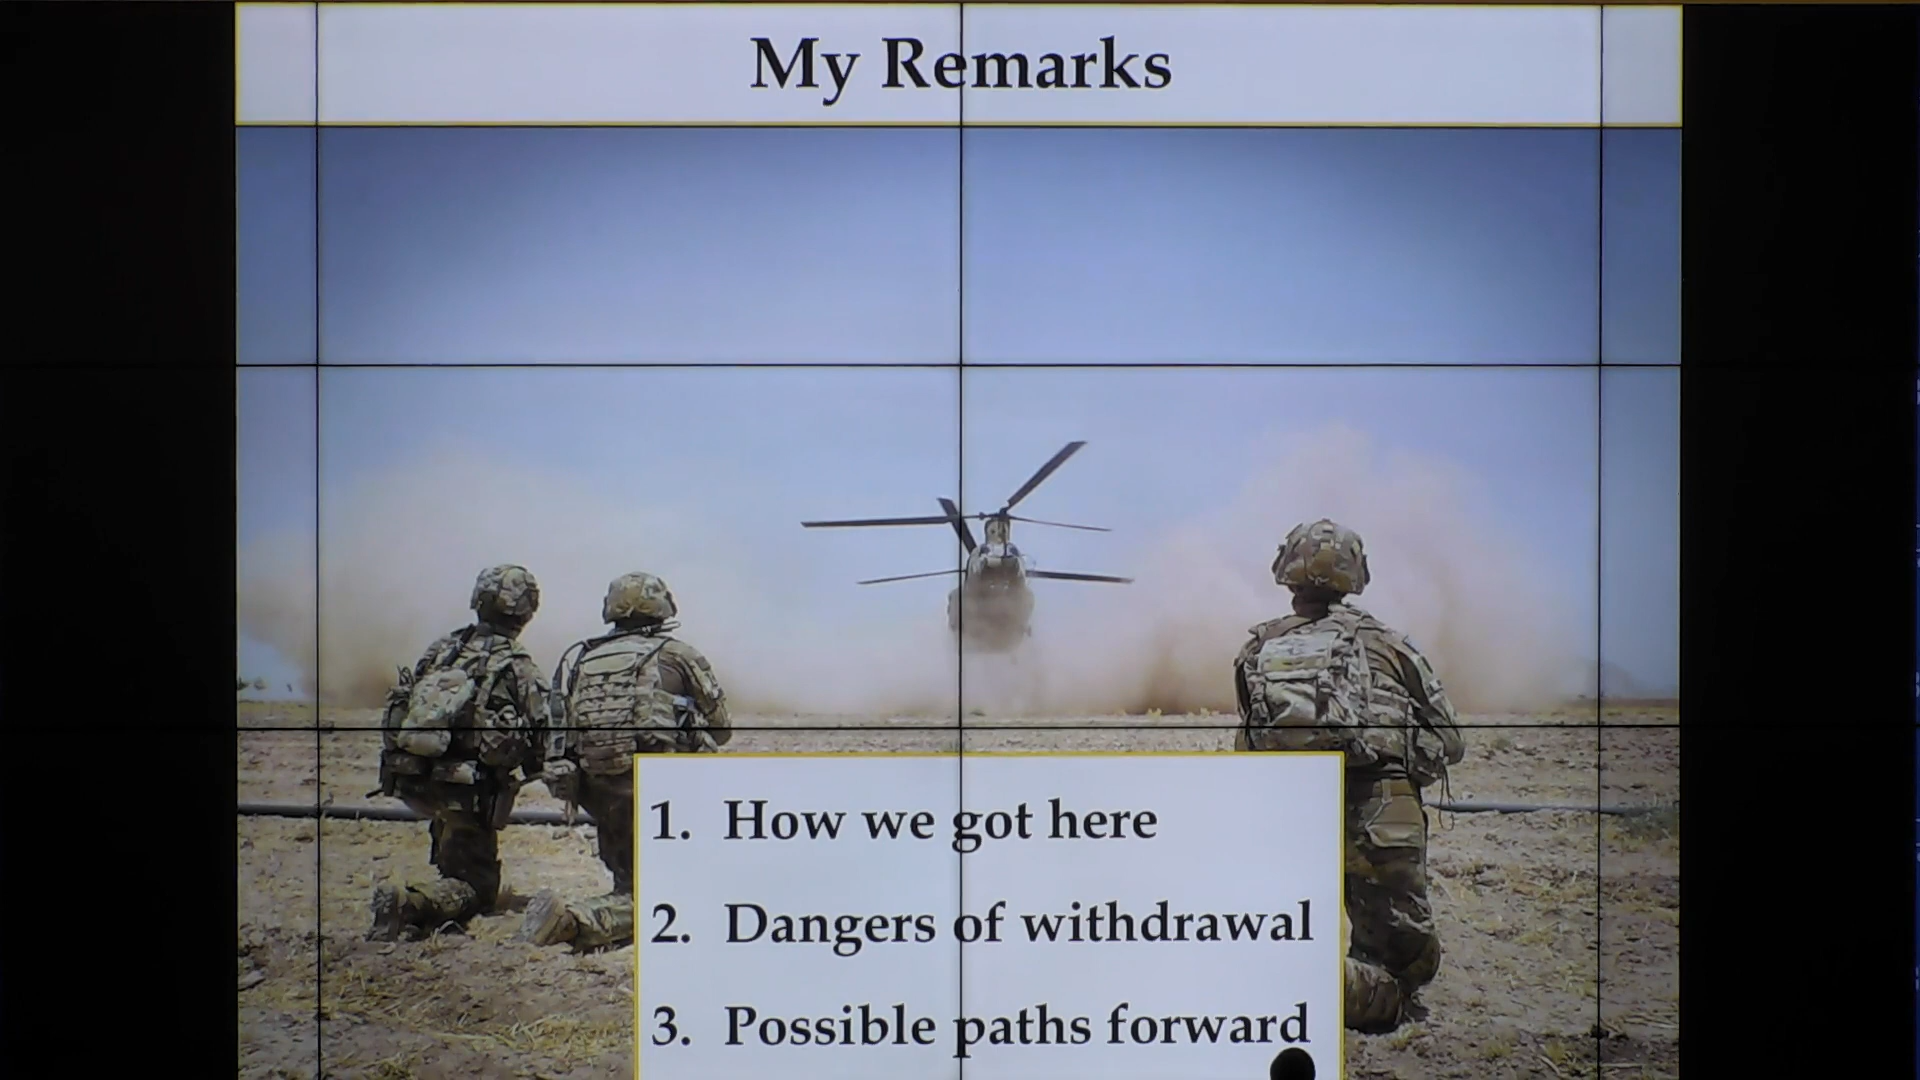 My Remarks
1. How we got here
2. Dangers of withdrawal
3. Possible paths forward